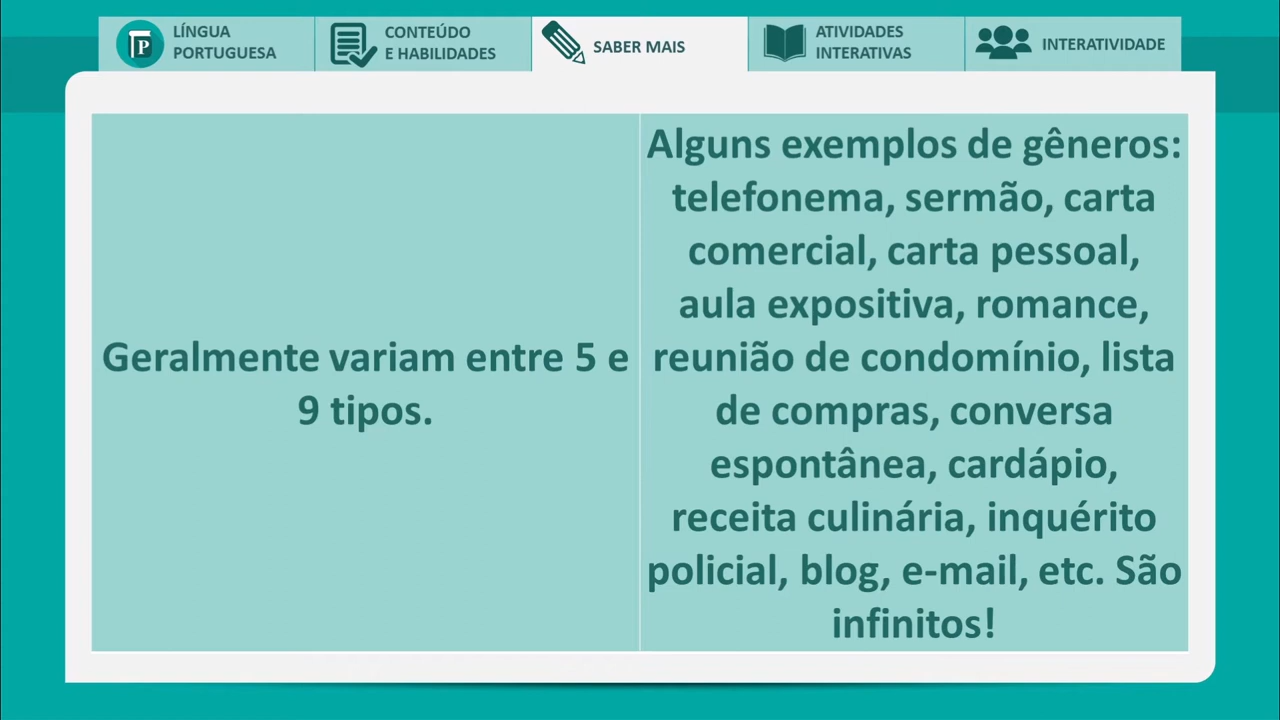 LÍNGUA
PORTUGUESA
CONTEÚDO
E HABILIDADES
SABER MAIS
ATIVIDADES
INTERATIVAS
INTERATIVIDADE
Geralmente variam entre 5 e
9 tipos.
Alguns exemplos de gêneros:
telefonema, sermão, carta
comercial, carta pessoal,
aula expositiva, romance,
reunião de condomínio, lista
de compras, conversa
espontânea, cardápio,
receita culinária, inquérito
policial, blog, e-mail, etc. São
infinitos!